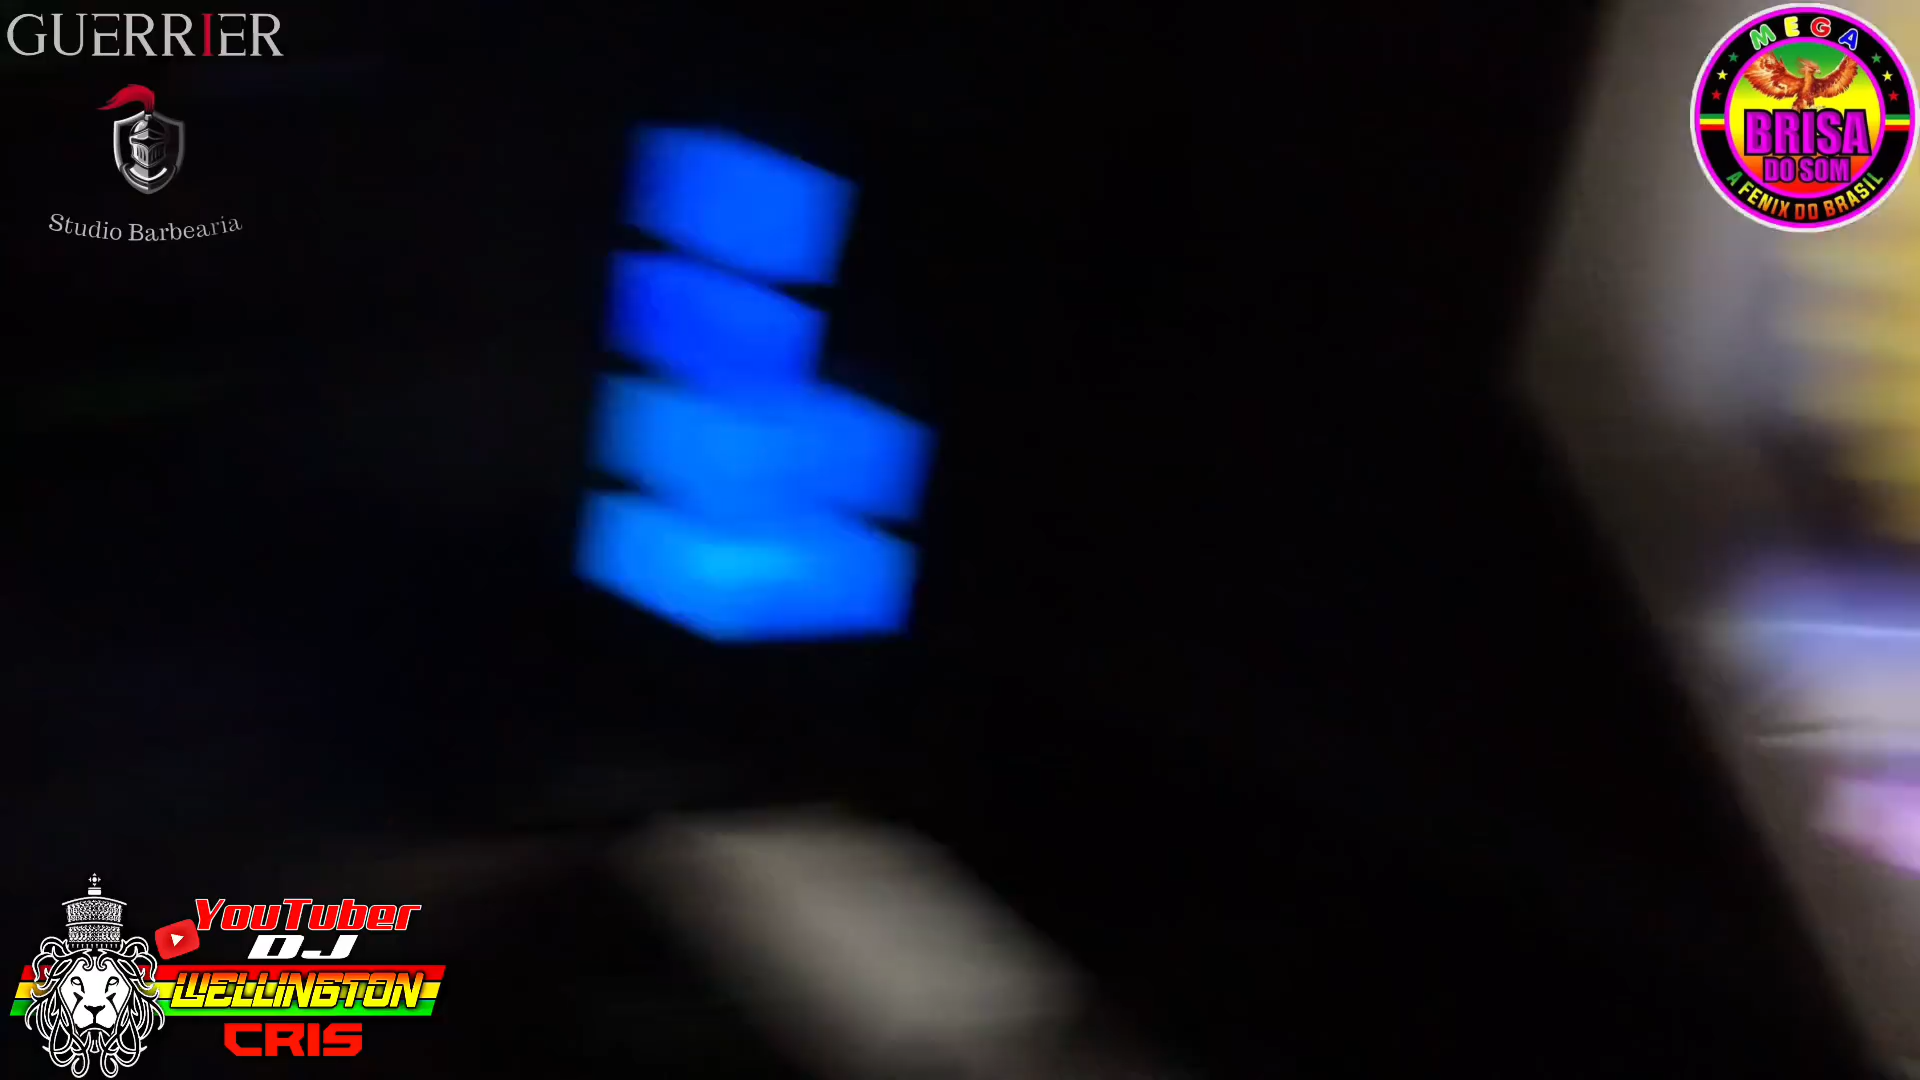 GUERRIER
Studio Barbearia
MEGA
BRISA
DO SOM
A FENIX DO BRASIL
YouTuber
DJ
WELLINGTON
CRIS